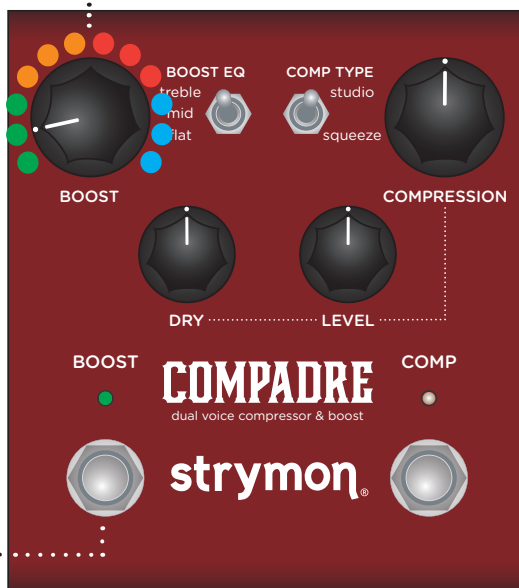 BOOST EQ
treble
mid
flat
COMP TYPE
studio
squeeze
BOOST
COMPRESSION
DRY
LEVEL
BOOST
COMP
COMPADRE
dual voice compressor & boost
strymon®